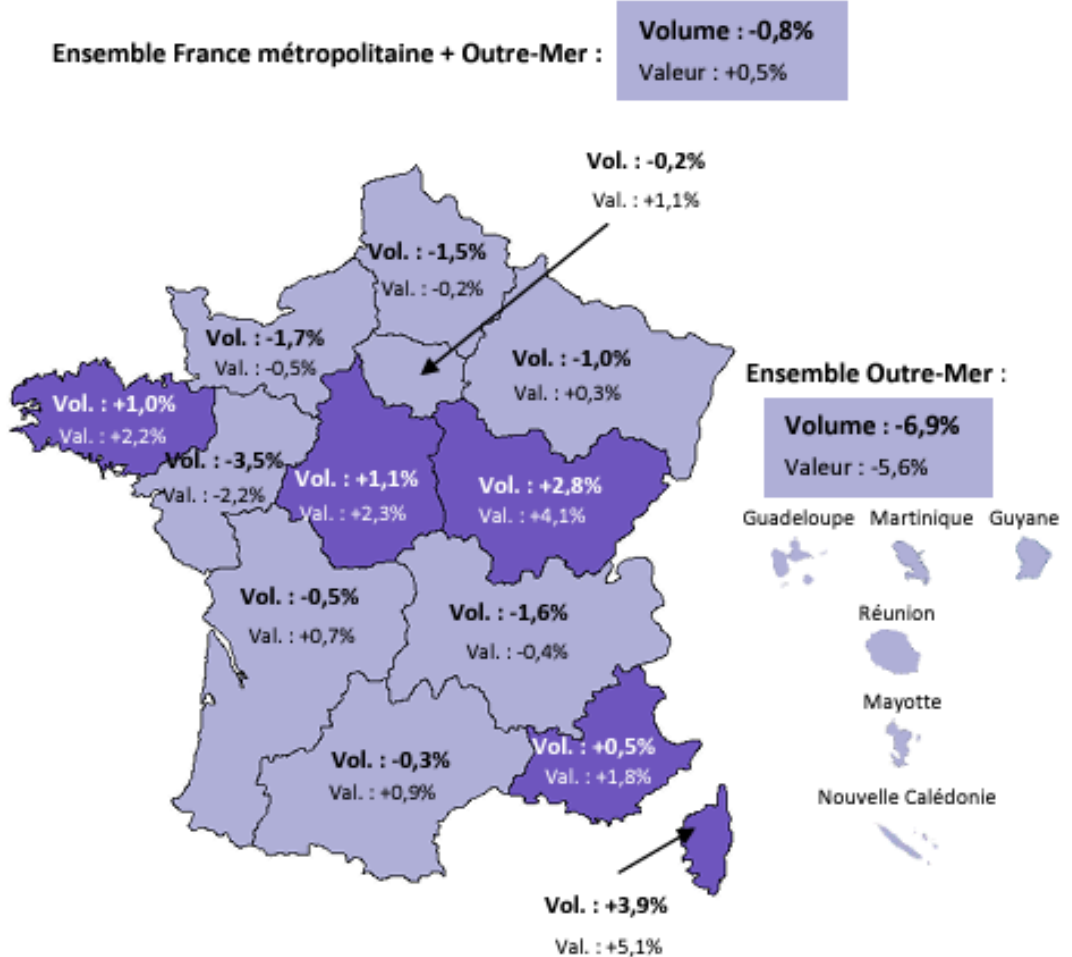 Ensemble France métropolitaine + Outre-Mer :
Volume : -0,8%
Valeur : +0,5%
Vol. : -0,2%
Val. : +1,1%
Vol. : -1,5%
Val. : -0,2%
Vol. : -1,7%
Val. : -0,5%
Vol. : -1,0%
Val. : +0,3%
Vol. : +1,0%
Val. : +2,2%
Vol. : -3,5%
Val. : -2,2%
Vol. : +1,1%
Val. : +2,3%
Vol. : +2,8%
Val. : +4,1%
Vol. : -0,5%
Val. : +0,7%
Vol. : -1,6%
Val. : -0,4%
Vol. : -0,3%
Val. : +0,9%
Vol. : +0,5%
Val. : +1,8%
Vol. : +3,9%
Val. : +5,1%
Ensemble Outre-Mer :
Volume : -6,9%
Valeur : -5,6%
Guadeloupe Martinique Guyane
Réunion
Mayotte
Nouvelle Calédonie